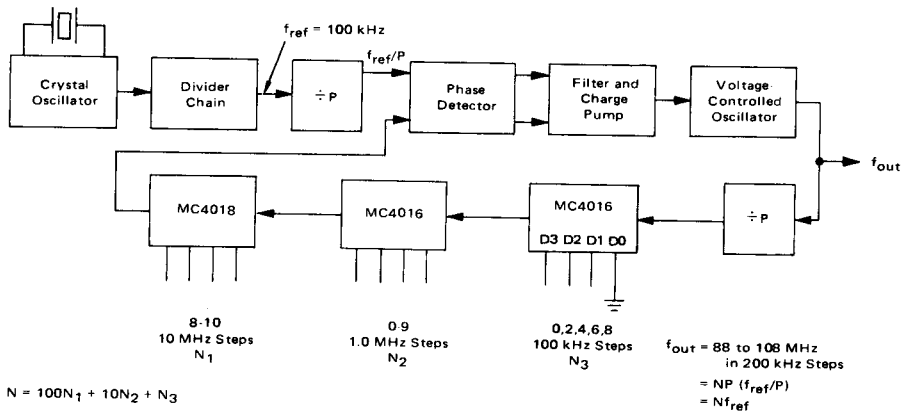 f_ref = 100 kHz
f_ref/P
Crystal
Oscillator
Divider
Chain
÷P
Phase
Detector
Filter and
Charge
Pump
Voltage-
Controlled
Oscillator
f_out
MC4018
MC4016
MC4016
D3 D2 D1 D0
÷P
8-10
10 MHz Steps
N₁
0-9
1.0 MHz Steps
N₂
0,2,4,6,8
100 kHz Steps
N₃
f_out = 88 to 108 MHz
in 200 kHz Steps
= NP (f_ref/P)
= Nf_ref
N = 100N₁ + 10N₂ + N₃